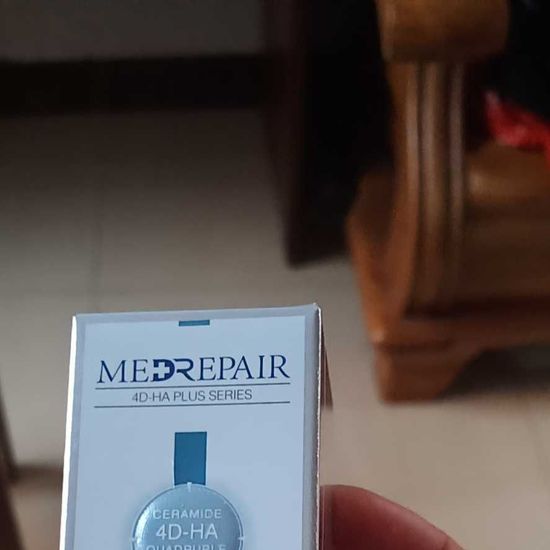 MEDREPAIR
4D-HA PLUS SERIES
CERAMIDE
4D-HA